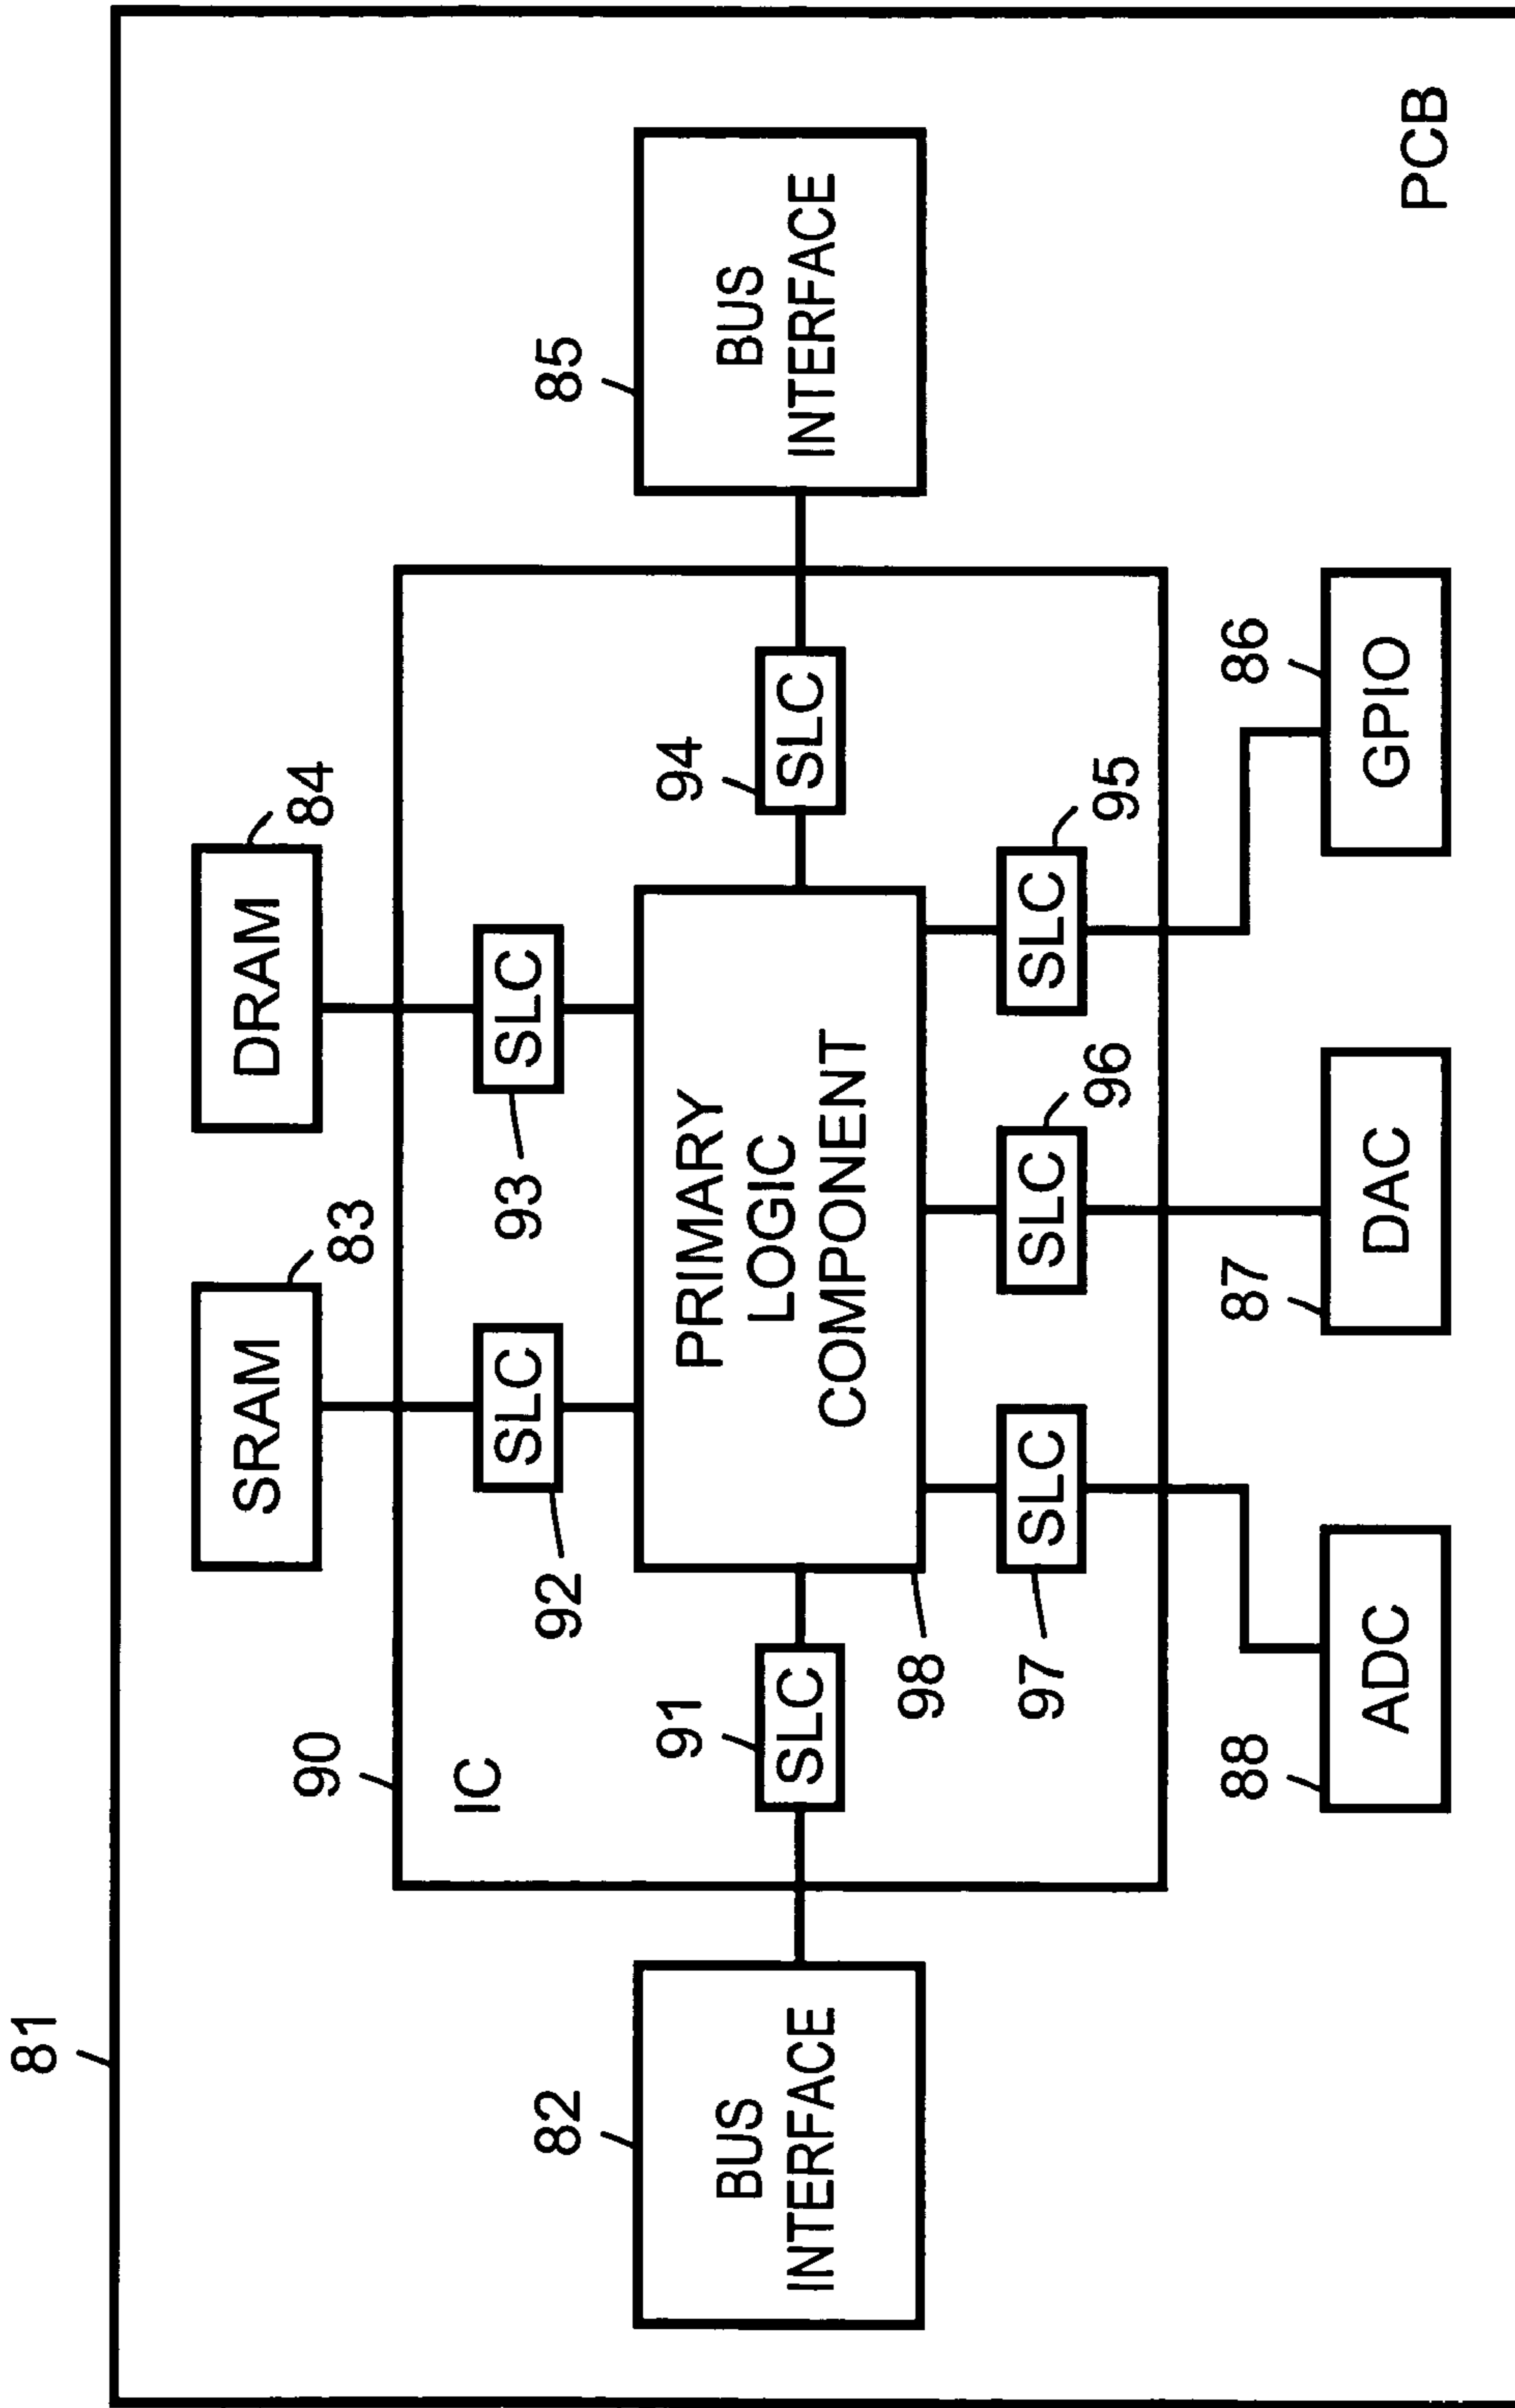 81
SRAM
83
DRAM
84
90
IC
92
SLC
93
SLC
82
BUS
INTERFACE
91
SLC
PRIMARY
LOGIC
COMPONENT
94
SLC
85
BUS
INTERFACE
98
97
SLC
SLC
96
SLC
95
88
ADC
87
DAC
86
GPIO
PCB